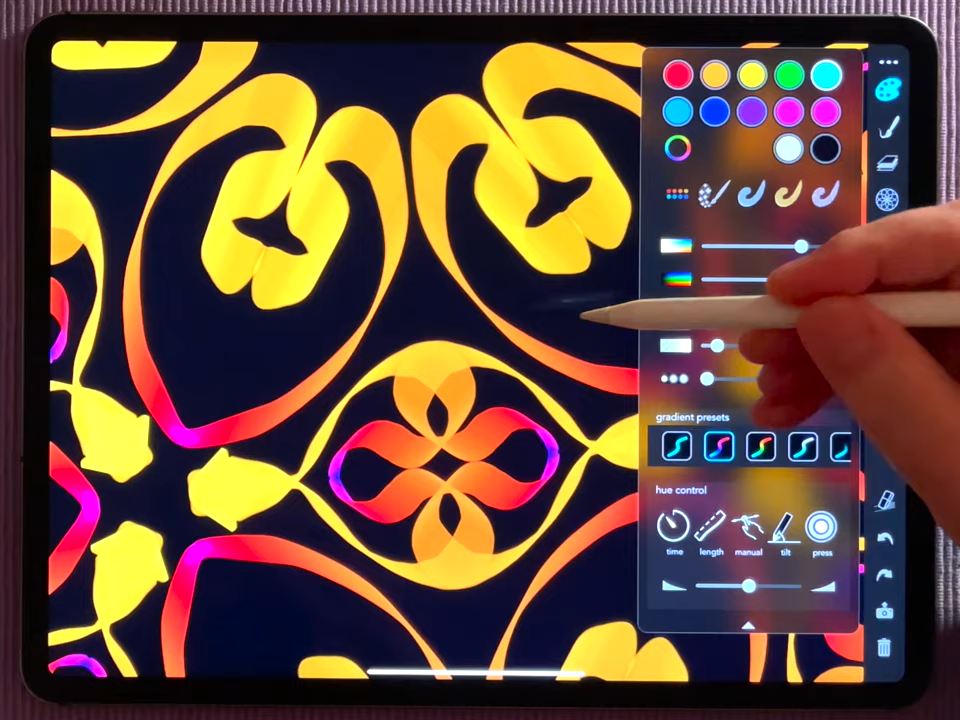 gradient presets
hue control
time length manual tilt press